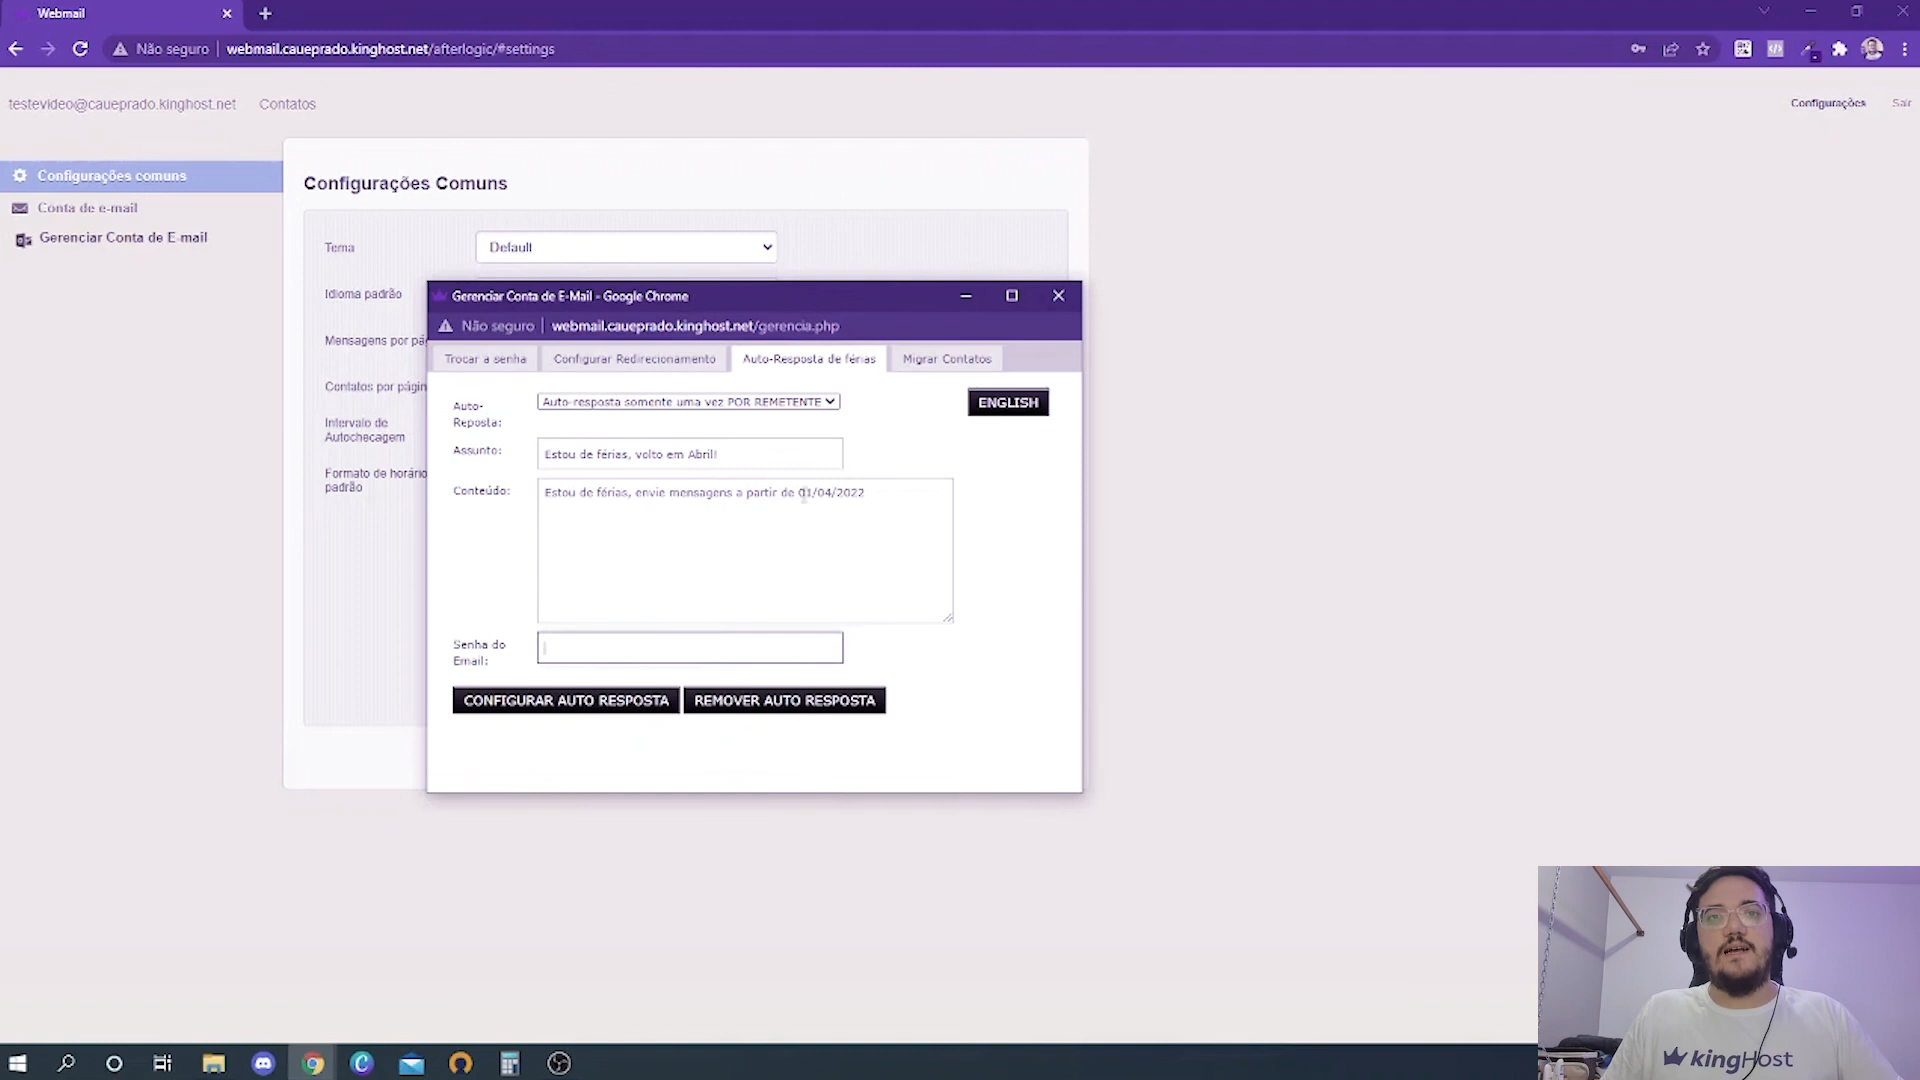 Webmail
Não seguro
webmail.caueprado.kinghost.net/afterlogic/#settings
testevideo@caueprado.kinghost.net
Contatos
Configurações
Sair
Configurações comuns
Conta de e-mail
Gerenciar Conta de E-mail
Configurações Comuns
Tema
Default
Idioma padrão
Mensagens por pág
Contatos por págin
Intervalo de
Autochecagem
Formato de horário
padrão
Gerenciar Conta de E-Mail - Google Chrome
Não seguro
webmail.caueprado.kinghost.net/gerencia.php
Trocar a senha
Configurar Redirecionamento
Auto-Resposta de férias
Migrar Contatos
Auto-
Reposta:
Auto-resposta somente uma vez POR REMETENTE
ENGLISH
Assunto:
Estou de férias, volto em Abril!
Conteúdo:
Estou de férias, envie mensagens a partir de 01/04/2022
Senha do
Email:
CONFIGURAR AUTO RESPOSTA
REMOVER AUTO RESPOSTA
kingHost